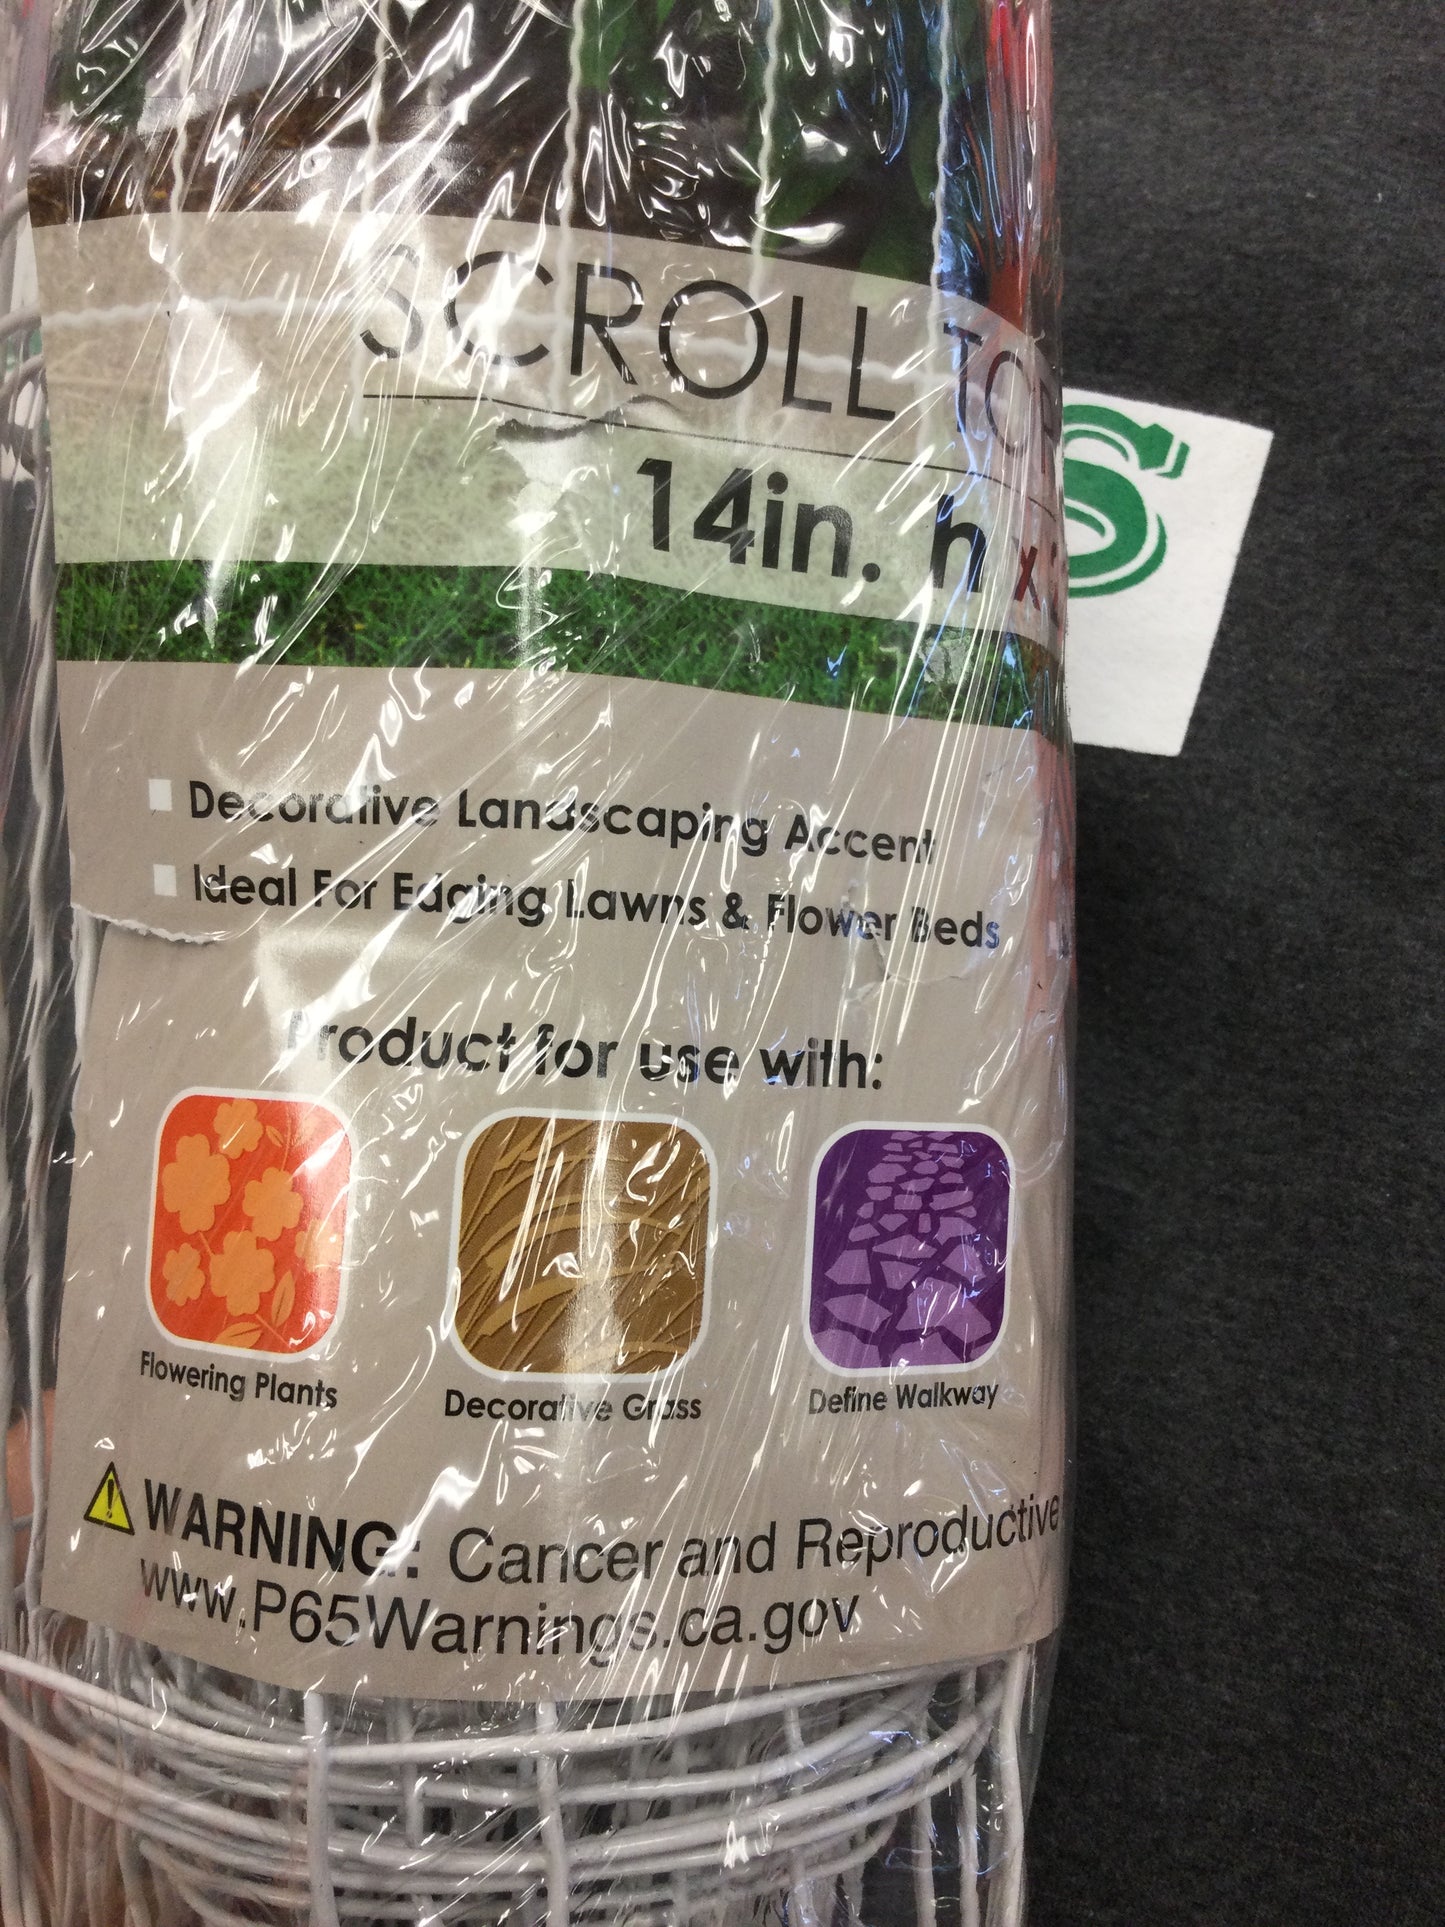 SCROLL TOP
14in. h x
S
Decorative Landscaping Accent
Ideal For Edging Lawns & Flower Beds
Product for use with:
Flowering Plants
Decorative Grass
Define Walkway
WARNING: Cancer and Reproductive
www.P65Warnings.ca.gov